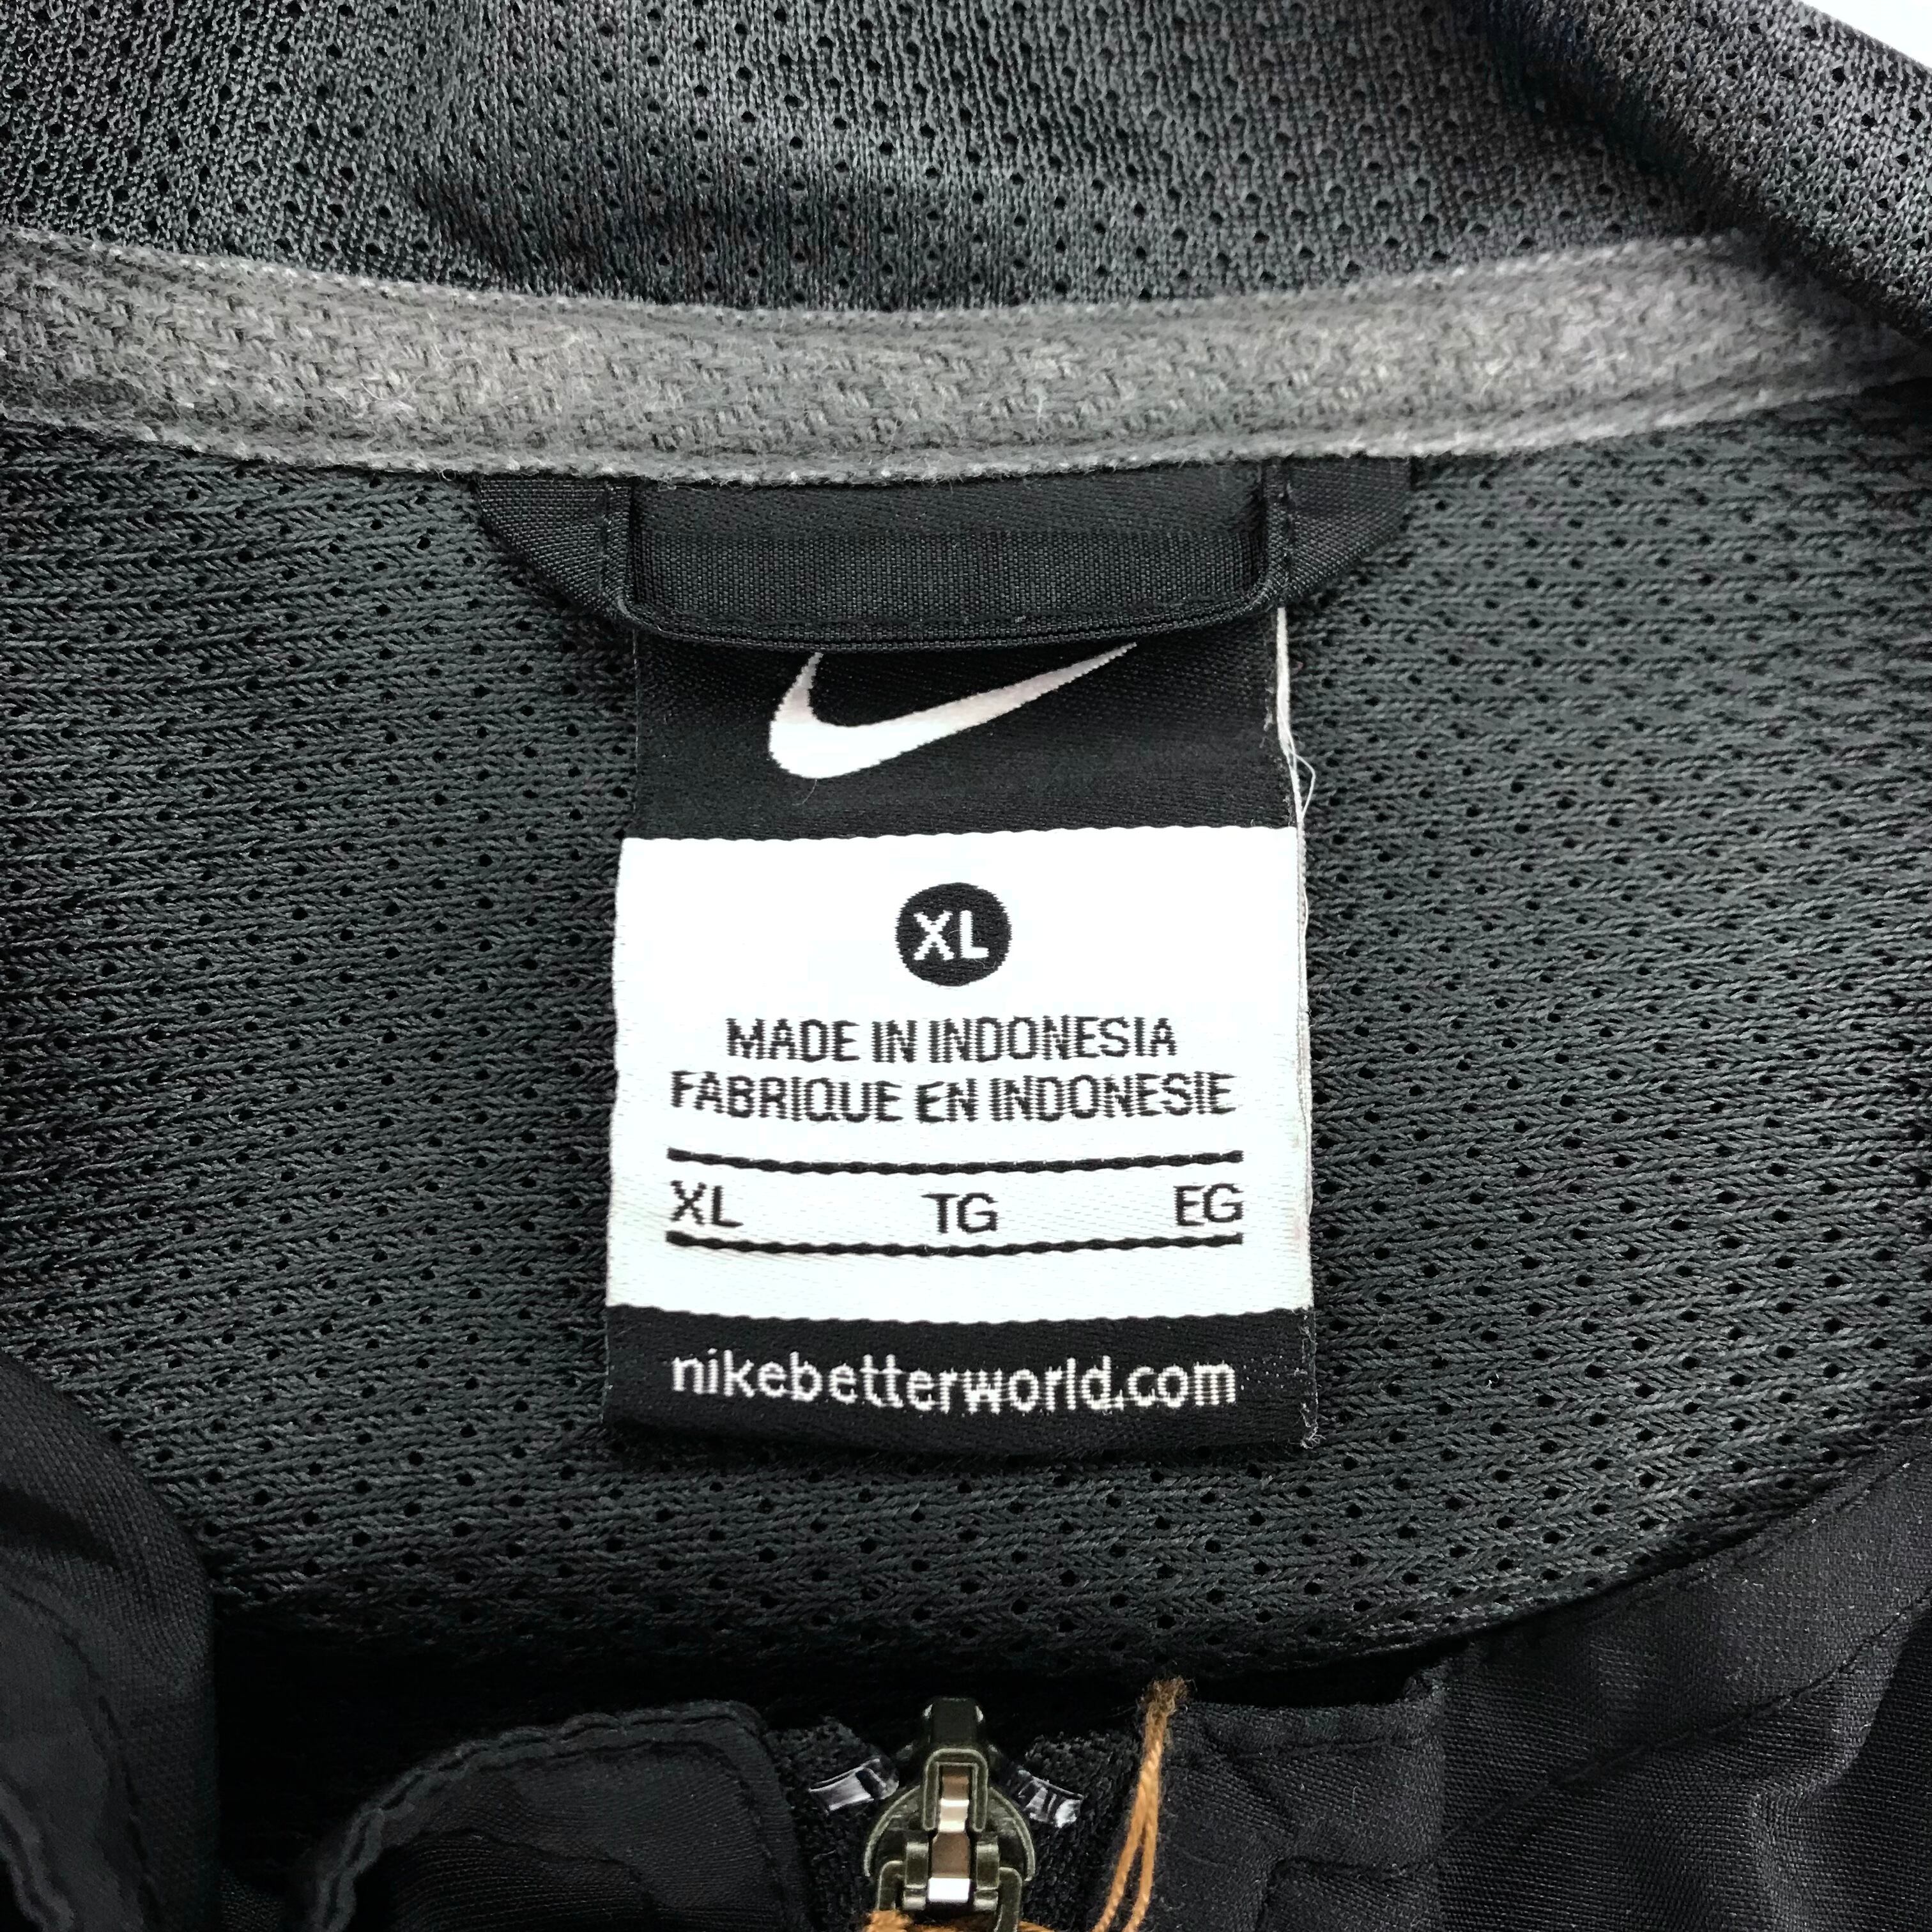 XL
MADE IN INDONESIA
FABRIQUE EN INDONESIE
XL TG EG
nikebetterworld.com